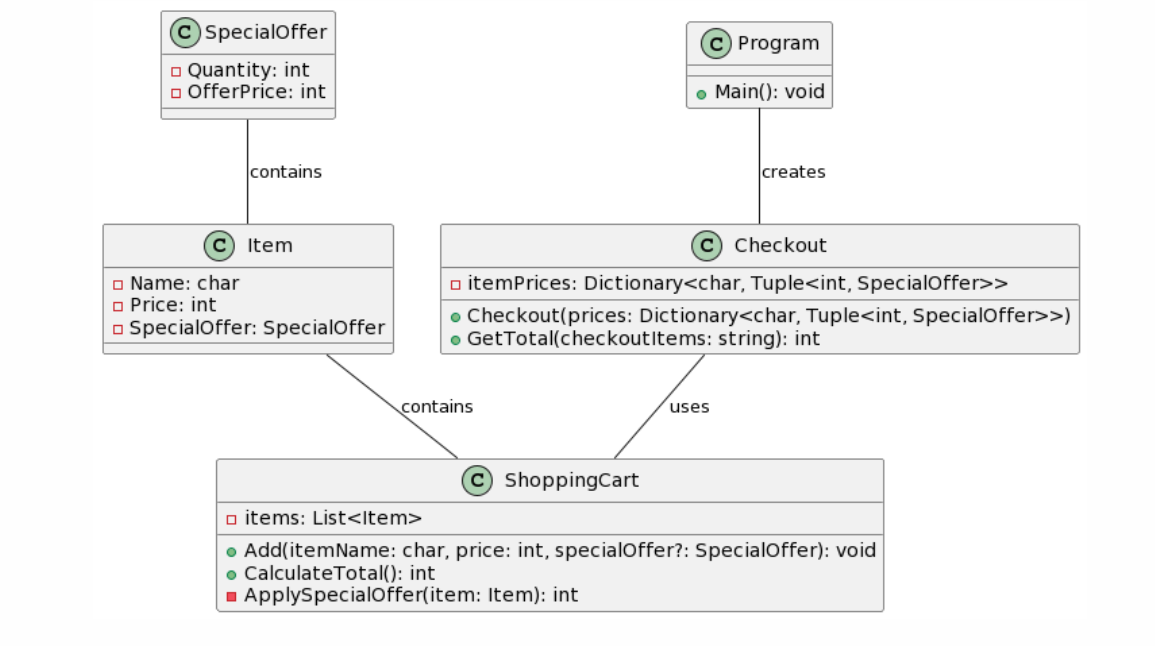 C SpecialOffer
Quantity: int
OfferPrice: int
C Program
Main(): void
contains
creates
C Item
Name: char
Price: int
SpecialOffer: SpecialOffer
C Checkout
itemPrices: Dictionary<char, Tuple<int, SpecialOffer>>
Checkout(prices: Dictionary<char, Tuple<int, SpecialOffer>>)
GetTotal(checkoutItems: string): int
contains
uses
C ShoppingCart
items: List<Item>
Add(itemName: char, price: int, specialOffer?: SpecialOffer): void
CalculateTotal(): int
ApplySpecialOffer(item: Item): int